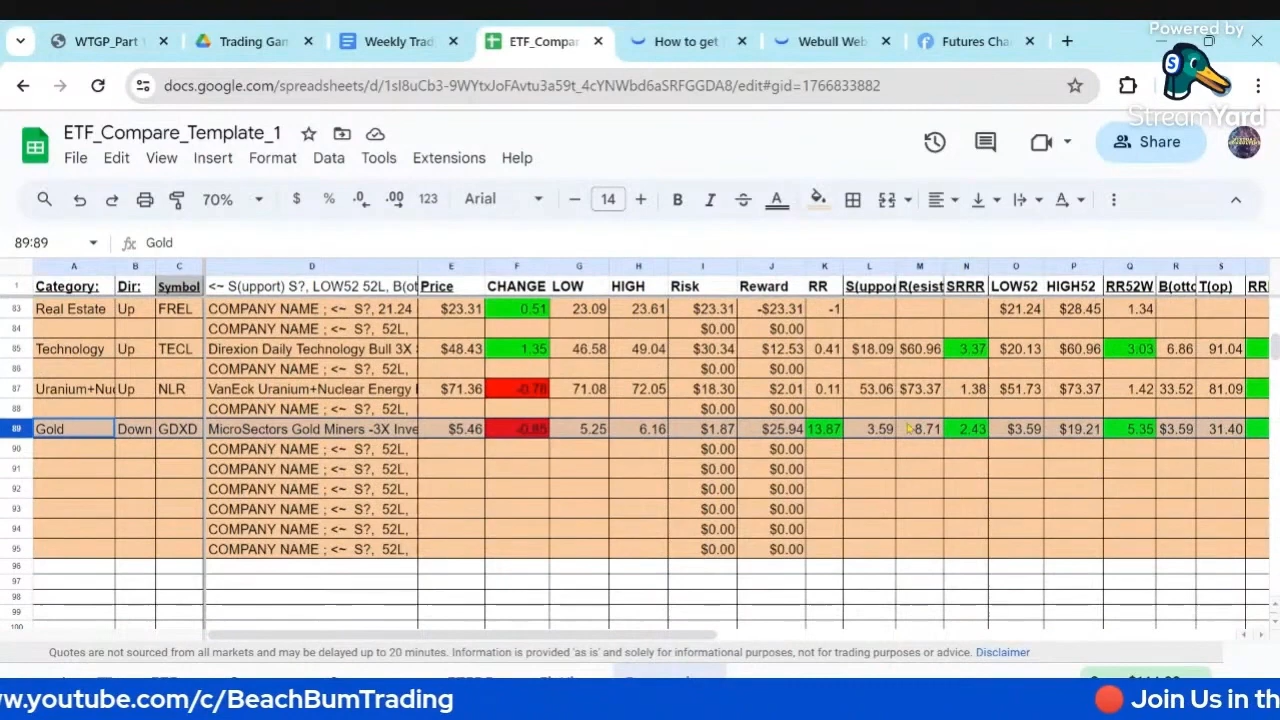 Powered by
StreamYard
WTGP_Part
Trading Gan
Weekly Trad
ETF_Compar
How to get
Webull Web
Futures Cha
docs.google.com/spreadsheets/d/1sl8uCb3-9WYtxJoFAvtu3a59t_4cYNWbd6aSRFGGDA8/edit#gid=1766833882
ETF_Compare_Template_1
Share
File Edit View Insert Format Data Tools Extensions Help
70% $ % .0 .00 123 Arial 14 B I A
89:89 fx Gold
A B C D E F G H I J K L M N O P Q R S
1 Category: Dir: Symbol <~ S(upport) S?, LOW52 52L, B(ot Price CHANGE LOW HIGH Risk Reward RR S(uppo R(esist SRRR LOW52 HIGH52 RR52W B(otto T(op) RR
83 Real Estate Up FREL COMPANY NAME ; <~ S?, 21.24 $23.31 0.51 23.09 23.61 $23.31 -$23.31 -1 $21.24 $28.45 1.34
84 COMPANY NAME ; <~ S?, 52L, $0.00 $0.00
85 Technology Up TECL Direxion Daily Technology Bull 3X $48.43 1.35 46.58 49.04 $30.34 $12.53 0.41 $18.09 $60.96 3.37 $20.13 $60.96 3.03 6.86 91.04
86 COMPANY NAME ; <~ S?, 52L, $0.00 $0.00
87 Uranium+Nu Up NLR VanEck Uranium+Nuclear Energy $71.36 -0.78 71.08 72.05 $18.30 $2.01 0.11 53.06 $73.37 1.38 $51.73 $73.37 1.42 33.52 81.09
88 COMPANY NAME ; <~ S?, 52L, $0.00 $0.00
89 Gold Down GDXD MicroSectors Gold Miners -3X Inve $5.46 -0.85 5.25 6.16 $1.87 $25.94 13.87 3.59 8.71 2.43 $3.59 $19.21 5.35 $3.59 31.40
90 COMPANY NAME ; <~ S?, 52L, $0.00 $0.00
91 COMPANY NAME ; <~ S?, 52L, $0.00 $0.00
92 COMPANY NAME ; <~ S?, 52L, $0.00 $0.00
93 COMPANY NAME ; <~ S?, 52L, $0.00 $0.00
94 COMPANY NAME ; <~ S?, 52L, $0.00 $0.00
95 COMPANY NAME ; <~ S?, 52L, $0.00 $0.00
96
97
98
99
100
Quotes are not sourced from all markets and may be delayed up to 20 minutes. Information is provided 'as is' and solely for informational purposes, not for trading purposes or advice. Disclaimer
w.youtube.com/c/BeachBumTrading Join Us in th